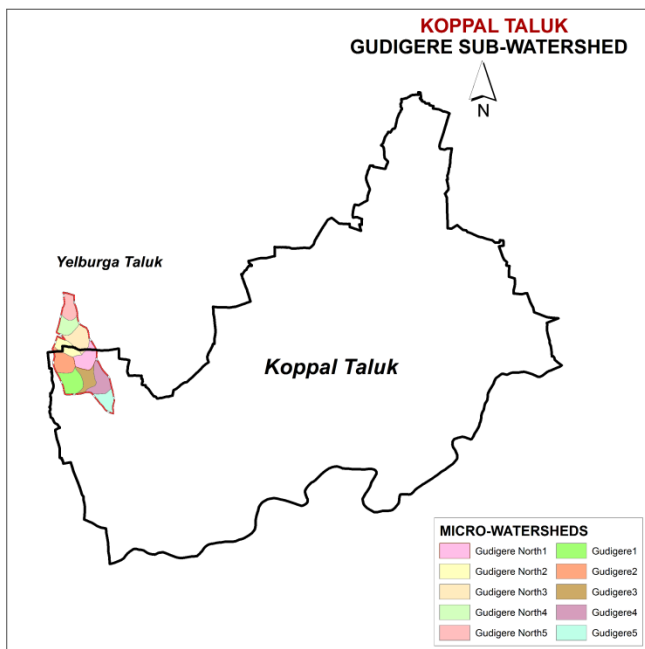 KOPPAL TALUK
GUDIGERE SUB-WATERSHED
N
Yelburga Taluk
Koppal Taluk
MICRO-WATERSHEDS
Gudigere North1 Gudigere1
Gudigere North2 Gudigere2
Gudigere North3 Gudigere3
Gudigere North4 Gudigere4
Gudigere North5 Gudigere5